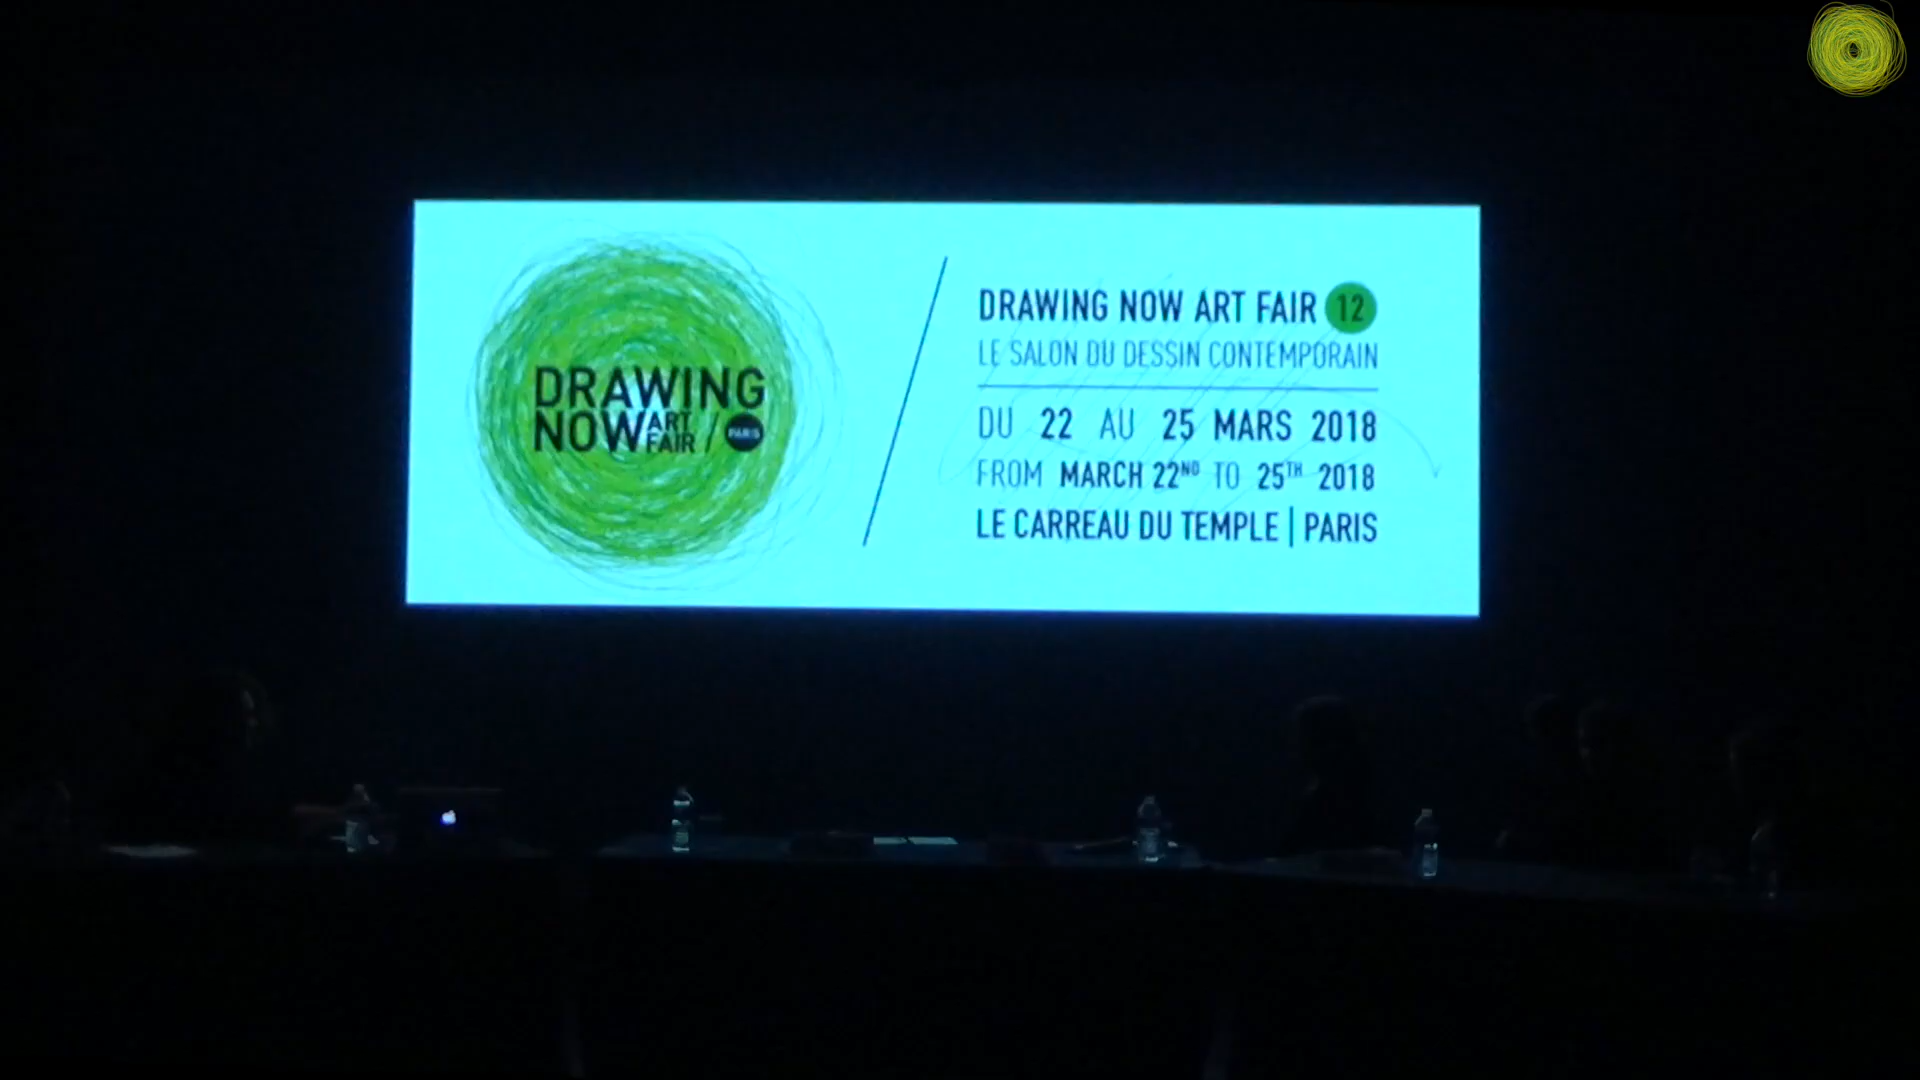 DRAWING
NOW ART FAIR / PARIS
DRAWING NOW ART FAIR 12
LE SALON DU DESSIN CONTEMPORAIN
DU 22 AU 25 MARS 2018
FROM MARCH 22ND TO 25TH 2018
LE CARREAU DU TEMPLE | PARIS